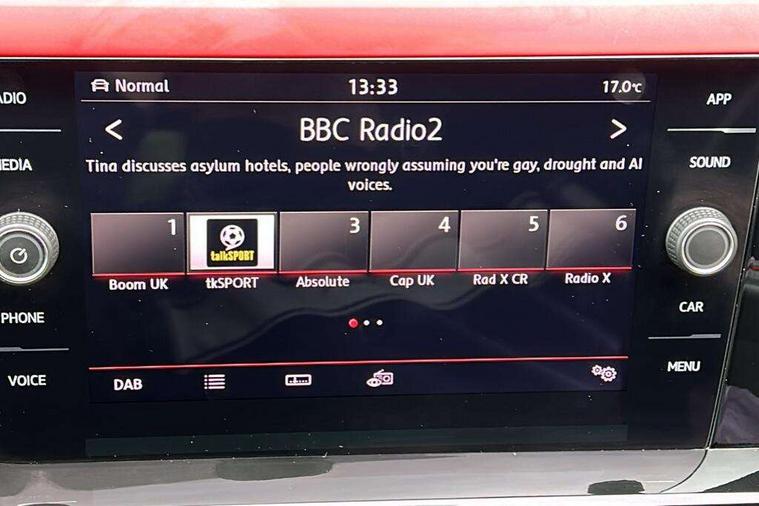 Normal 13:33 17.0°C
RADIO
APP
< BBC Radio2 >
MEDIA
SOUND
Tina discusses asylum hotels, people wrongly assuming you're gay, drought and AI
voices.
1 talkSPORT 3 4 5 6
Boom UK tkSPORT Absolute Cap UK Rad X CR Radio X
PHONE
CAR
VOICE
MENU
DAB